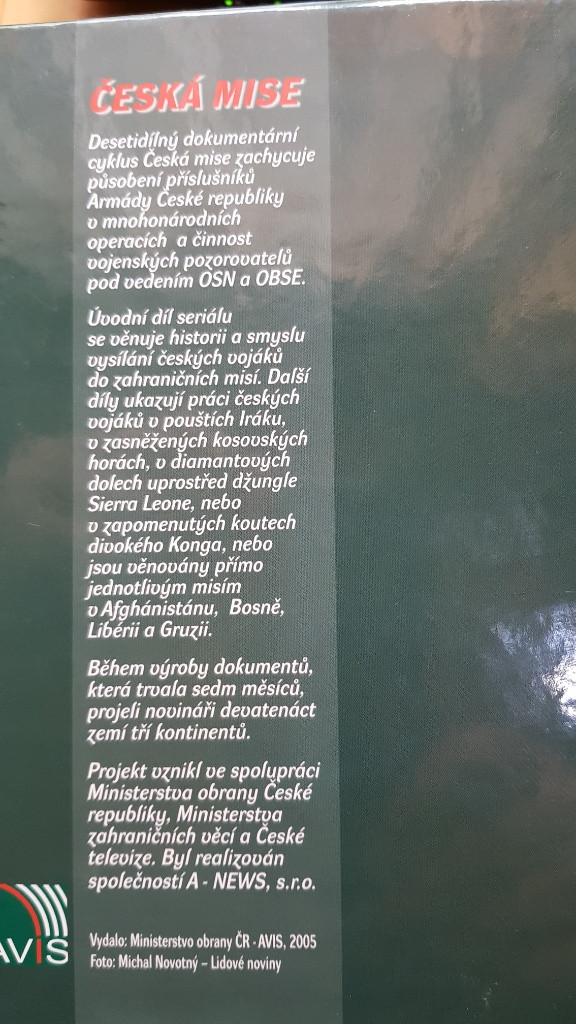 ČESKÁ MISE
Desetidílný dokumentární
cyklus Česká mise zachycuje
působení příslušníků
Armády České republiky
v mnohonárodních
operacích a činnost
vojenských pozorovatelů
pod vedením OSN a OBSE.
Úvodní díl seriálu
se věnuje historii a smyslu
vysílání českých vojáků
do zahraničních misí. Další
díly ukazují práci českých
vojáků v pouštích Iráku,
v zasněžených kosovských
horách, v diamantových
dolech uprostřed džungle
Sierra Leone, nebo
v zapomenutých koutech
divokého Konga, nebo
jsou věnovány přímo
jednotlivým misím
v Afghánistánu, Bosně,
Libérii a Gruzii.
Během výroby dokumentů,
která trvala sedm měsíců,
projeli novináři devatenáct
zemí tří kontinentů.
Projekt vznikl ve spolupráci
Ministerstva obrany České
republiky, Ministerstva
zahraničních věcí a České
televize. Byl realizován
společností A - NEWS, s.r.o.
AVIS
Vydalo: Ministerstvo obrany ČR - AVIS, 2005
Foto: Michal Novotný – Lidové noviny